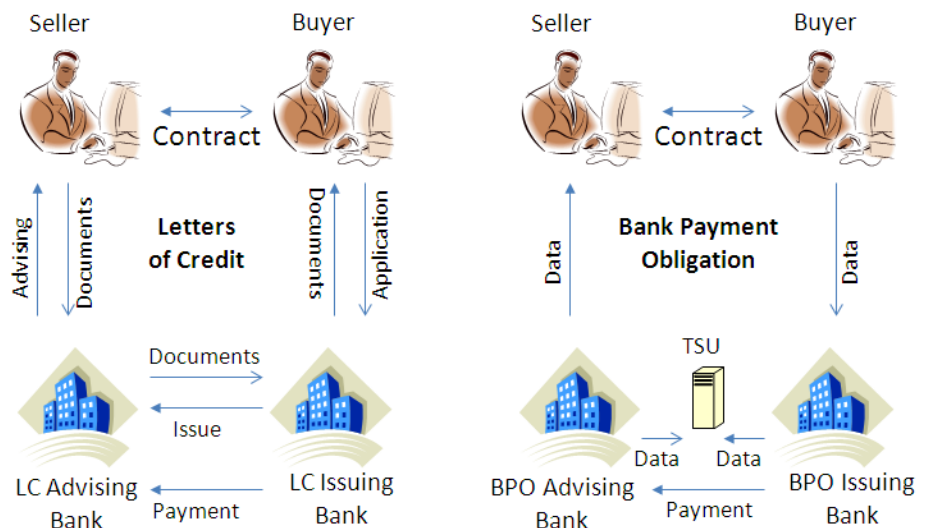 Seller
Buyer
Contract
Advising
Documents
Letters
of Credit
Documents
Application
Documents
Issue
LC Advising
Bank
Payment
LC Issuing
Bank
Seller
Buyer
Contract
Data
Bank Payment
Obligation
Data
TSU
Data
Data
BPO Advising
Bank
Payment
BPO Issuing
Bank